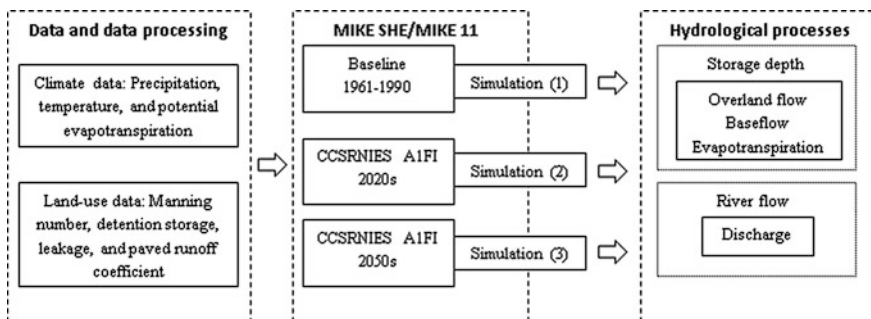 Data and data processing
Climate data: Precipitation,
temperature, and potential
evapotranspiration
Land-use data: Manning
number, detention storage,
leakage, and paved runoff
coefficient
MIKE SHE/MIKE 11
Baseline
1961-1990
Simulation (1)
CCSRNIES A1FI
2020s
Simulation (2)
CCSRNIES A1FI
2050s
Simulation (3)
Hydrological processes
Storage depth
Overland flow
Baseflow
Evapotranspiration
River flow
Discharge